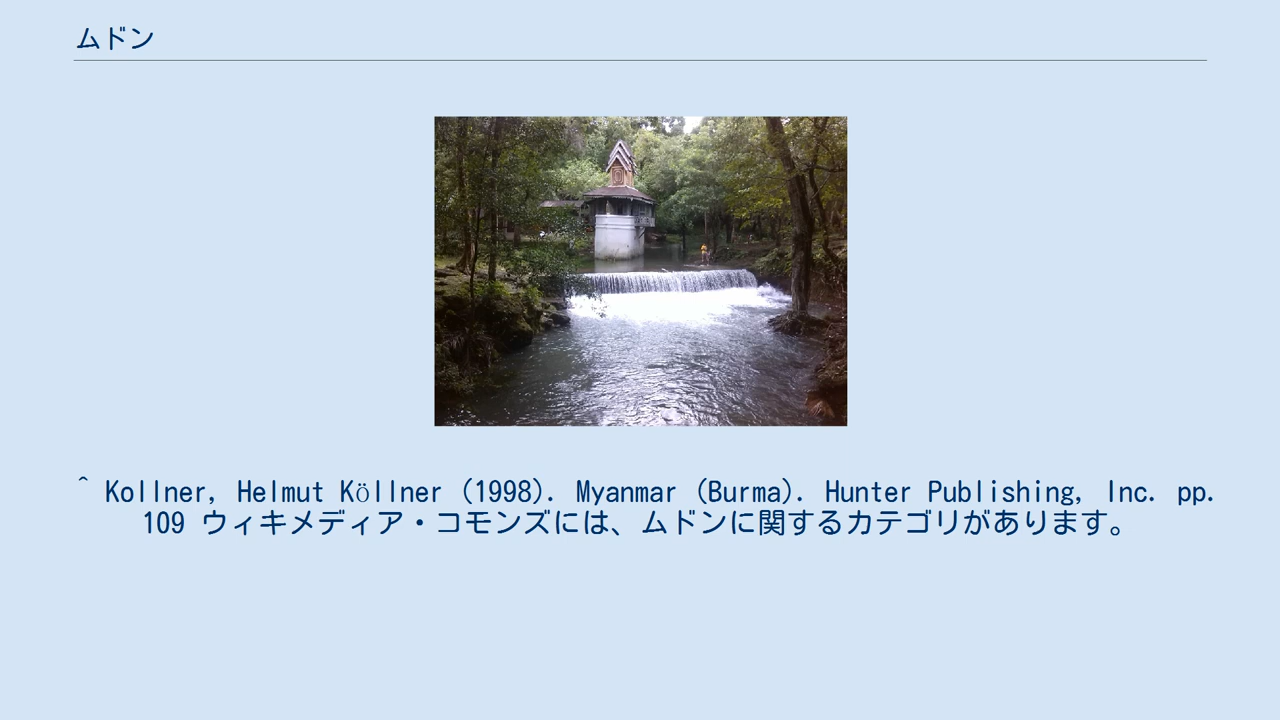 ムドン
^ Kollner, Helmut Köllner (1998). Myanmar (Burma). Hunter Publishing, Inc. pp.
109 ウィキメディア・コモンズには、ムドンに関するカテゴリがあります。